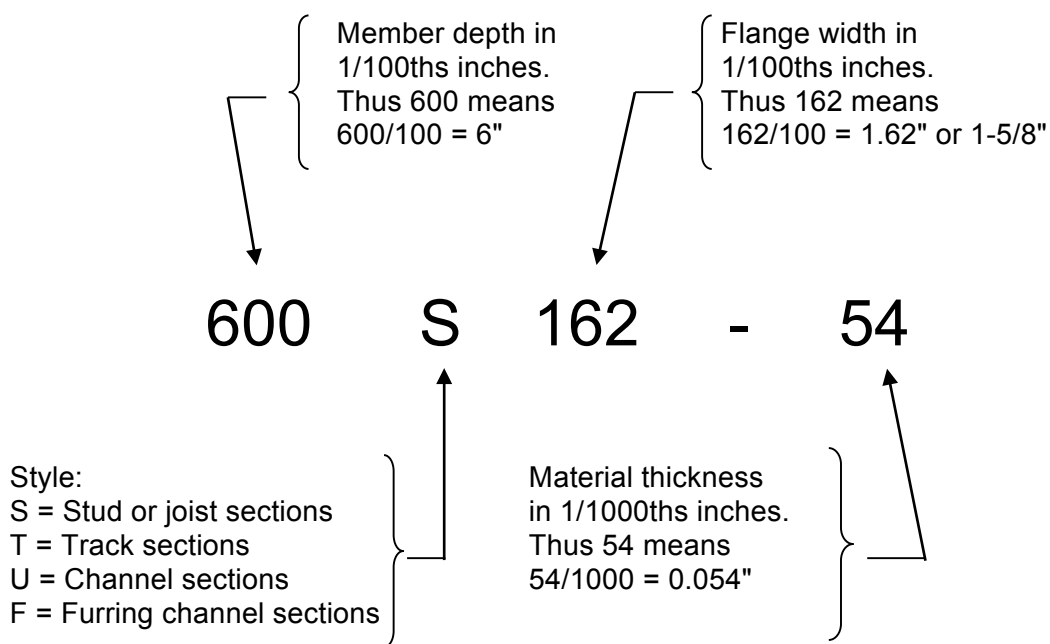 Member depth in
1/100ths inches.
Thus 600 means
600/100 = 6"
Flange width in
1/100ths inches.
Thus 162 means
162/100 = 1.62" or 1-5/8"
600 S 162 - 54
Style:
S = Stud or joist sections
T = Track sections
U = Channel sections
F = Furring channel sections
Material thickness
in 1/1000ths inches.
Thus 54 means
54/1000 = 0.054"